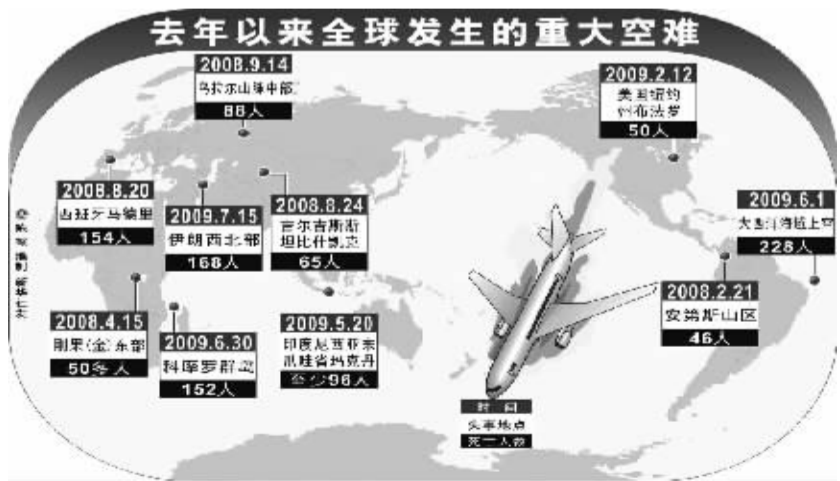 去年以来全球发生的重大空难
2008.9.14
乌拉尔山脉中部
88人
2009.2.12
美国纽约
州布法罗
50人
2008.8.20
西班牙马德里
154人
2009.7.15
伊朗西北部
168人
2008.8.24
吉尔吉斯斯
坦比什凯克
65人
2009.6.1
大西洋海域上空
228人
2008.4.15
刚果(金)东部
50多人
2009.6.30
科摩罗群岛
152人
2009.5.20
印度尼西亚东
爪哇省玛克丹
至少96人
2008.2.21
安第斯山区
46人
时 间
失事地点
死亡人数